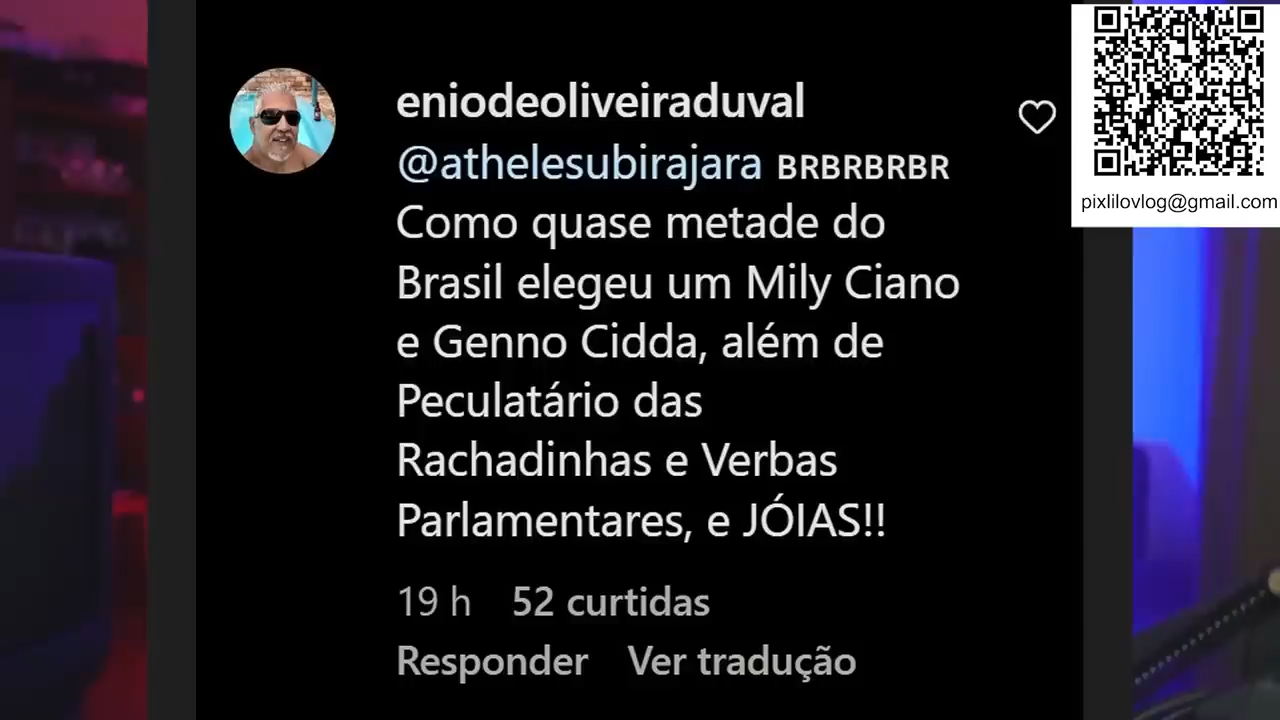 eniodeoliveiraduval
@athelesubirajara BRBRBRBR
Como quase metade do
Brasil elegeu um Mily Ciano
e Genno Cidda, além de
Peculatário das
Rachadinhas e Verbas
Parlamentares, e JÓIAS!!
19 h 52 curtidas
Responder Ver tradução
pixlilovlog@gmail.com